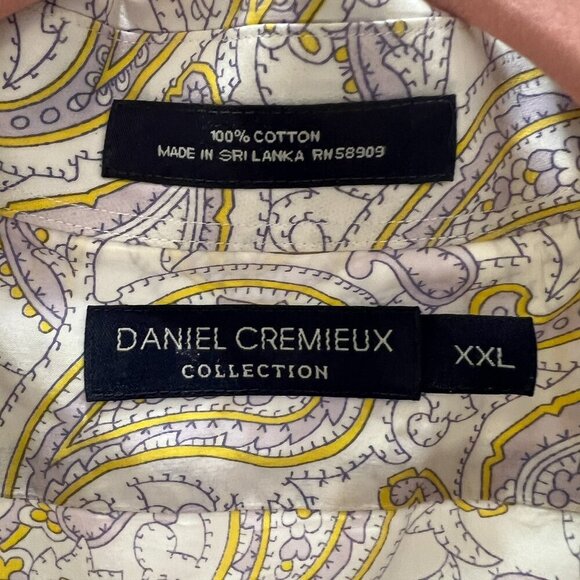 100% COTTON
MADE IN SRI LANKA RN58909
DANIEL CREMIEUX XXL
COLLECTION